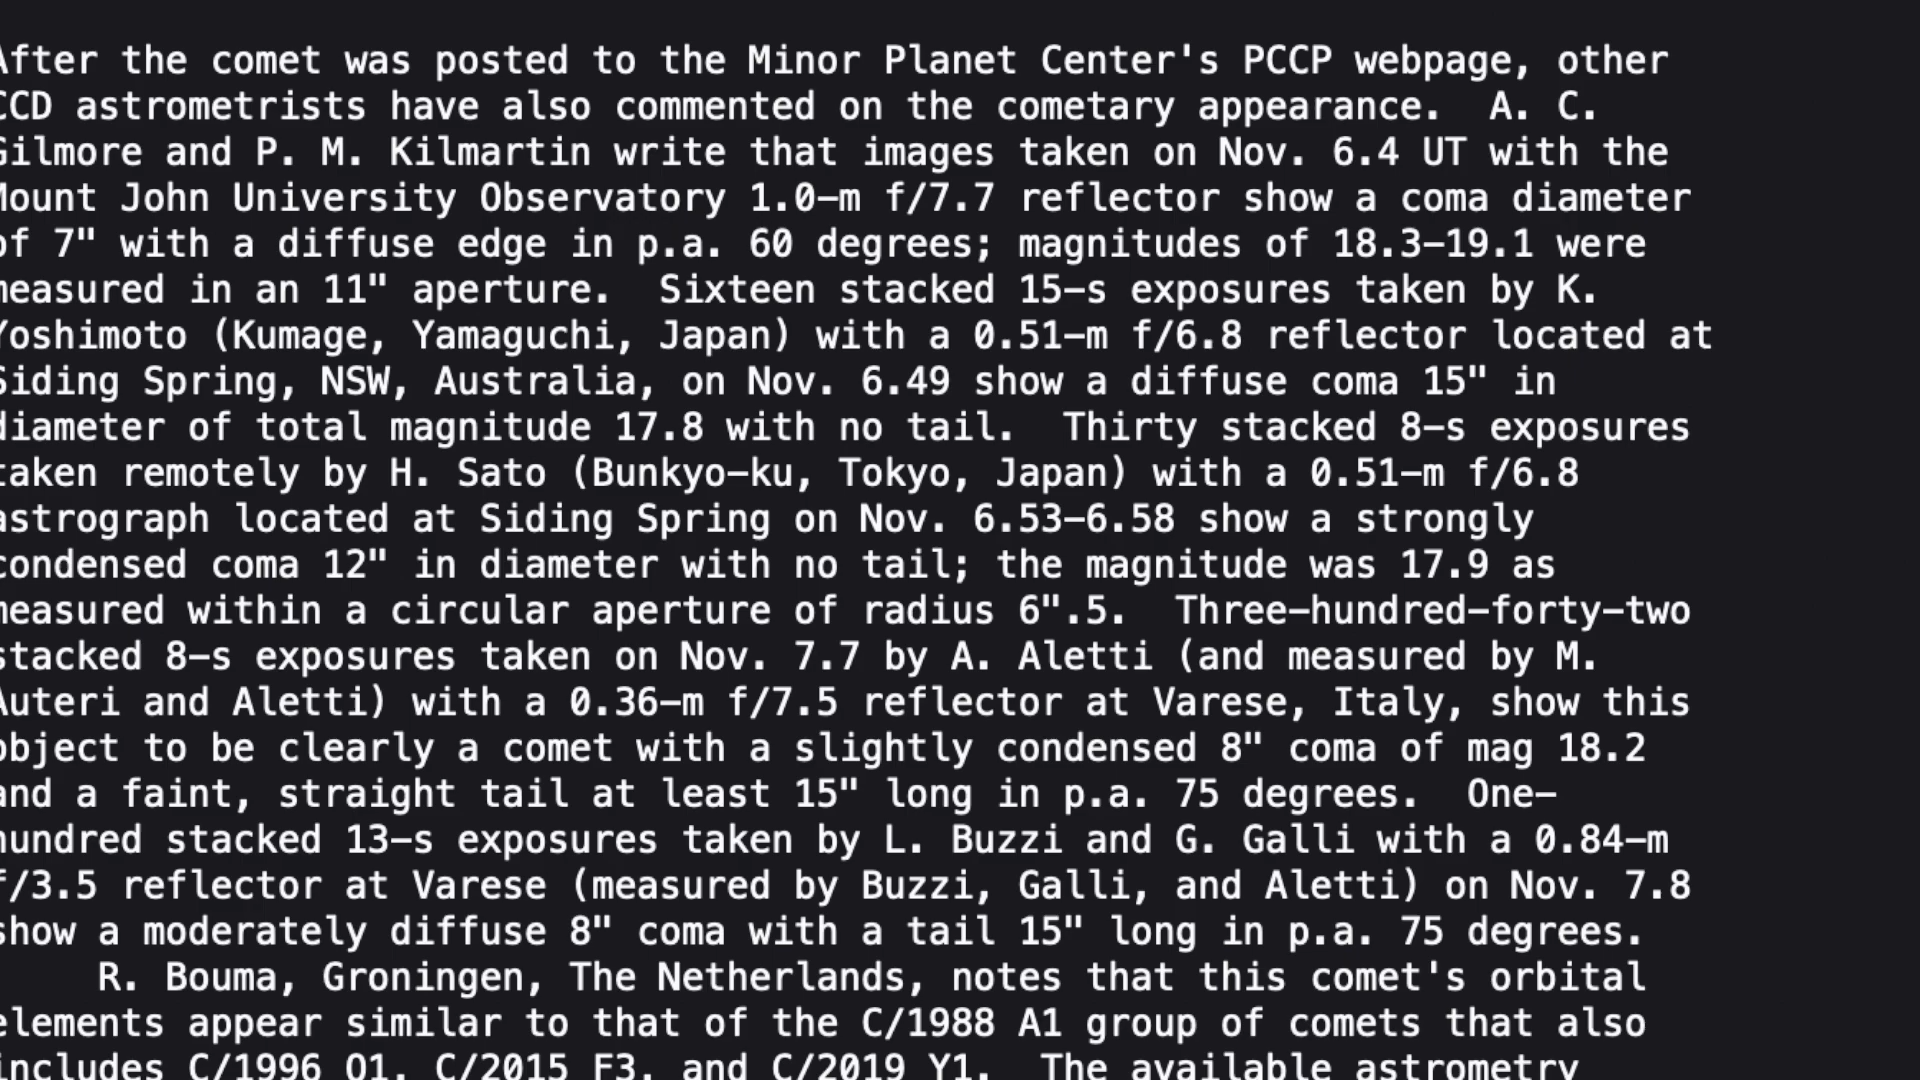 After the comet was posted to the Minor Planet Center's PCCP webpage, other
CCD astrometrists have also commented on the cometary appearance.  A. C.
Gilmore and P. M. Kilmartin write that images taken on Nov. 6.4 UT with the
Mount John University Observatory 1.0-m f/7.7 reflector show a coma diameter
of 7" with a diffuse edge in p.a. 60 degrees; magnitudes of 18.3-19.1 were
measured in an 11" aperture.  Sixteen stacked 15-s exposures taken by K.
Yoshimoto (Kumage, Yamaguchi, Japan) with a 0.51-m f/6.8 reflector located at
Siding Spring, NSW, Australia, on Nov. 6.49 show a diffuse coma 15" in
diameter of total magnitude 17.8 with no tail.  Thirty stacked 8-s exposures
taken remotely by H. Sato (Bunkyo-ku, Tokyo, Japan) with a 0.51-m f/6.8
astrograph located at Siding Spring on Nov. 6.53-6.58 show a strongly
condensed coma 12" in diameter with no tail; the magnitude was 17.9 as
measured within a circular aperture of radius 6".5.  Three-hundred-forty-two
stacked 8-s exposures taken on Nov. 7.7 by A. Aletti (and measured by M.
Auteri and Aletti) with a 0.36-m f/7.5 reflector at Varese, Italy, show this
object to be clearly a comet with a slightly condensed 8" coma of mag 18.2
and a faint, straight tail at least 15" long in p.a. 75 degrees.  One-
hundred stacked 13-s exposures taken by L. Buzzi and G. Galli with a 0.84-m
f/3.5 reflector at Varese (measured by Buzzi, Galli, and Aletti) on Nov. 7.8
show a moderately diffuse 8" coma with a tail 15" long in p.a. 75 degrees.
R. Bouma, Groningen, The Netherlands, notes that this comet's orbital
elements appear similar to that of the C/1988 A1 group of comets that also
includes C/1996 Q1, C/2015 F3, and C/2019 Y1.  The available astrometry